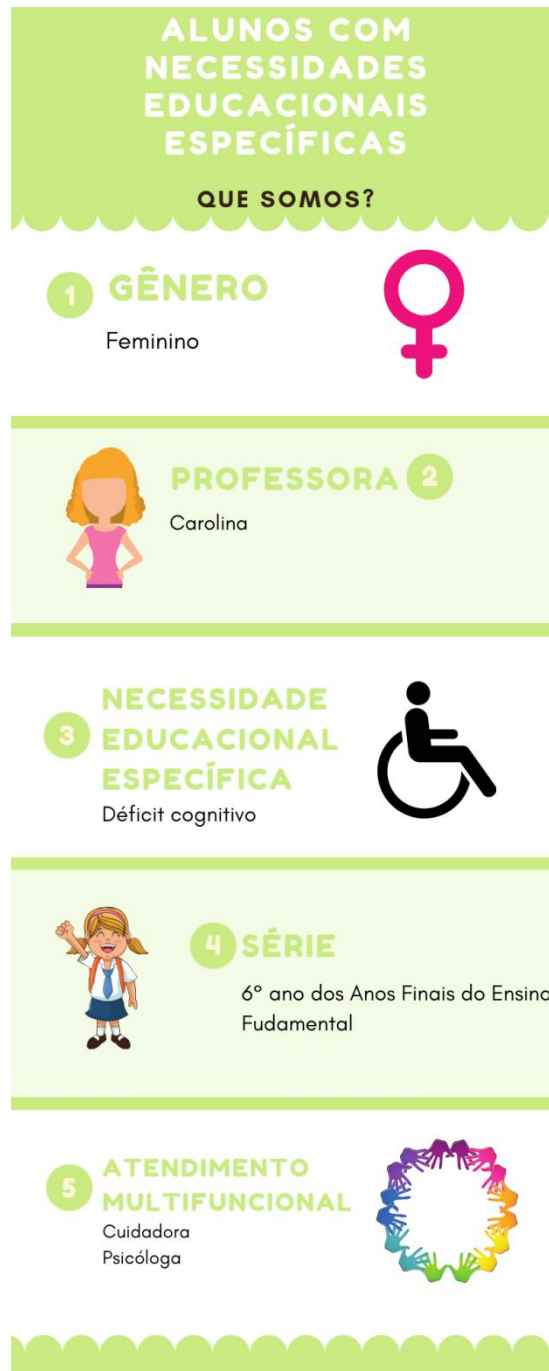 ALUNOS COM
NECESSIDADES
EDUCACIONAIS
ESPECÍFICAS
QUE SOMOS?
1 GÊNERO
Feminino
PROFESSORA 2
Carolina
NECESSIDADE
3 EDUCACIONAL
ESPECÍFICA
Déficit cognitivo
4 SÉRIE
6º ano dos Anos Finais do Ensino
Fudamental
5 ATENDIMENTO
MULTIFUNCIONAL
Cuidadora
Psicóloga